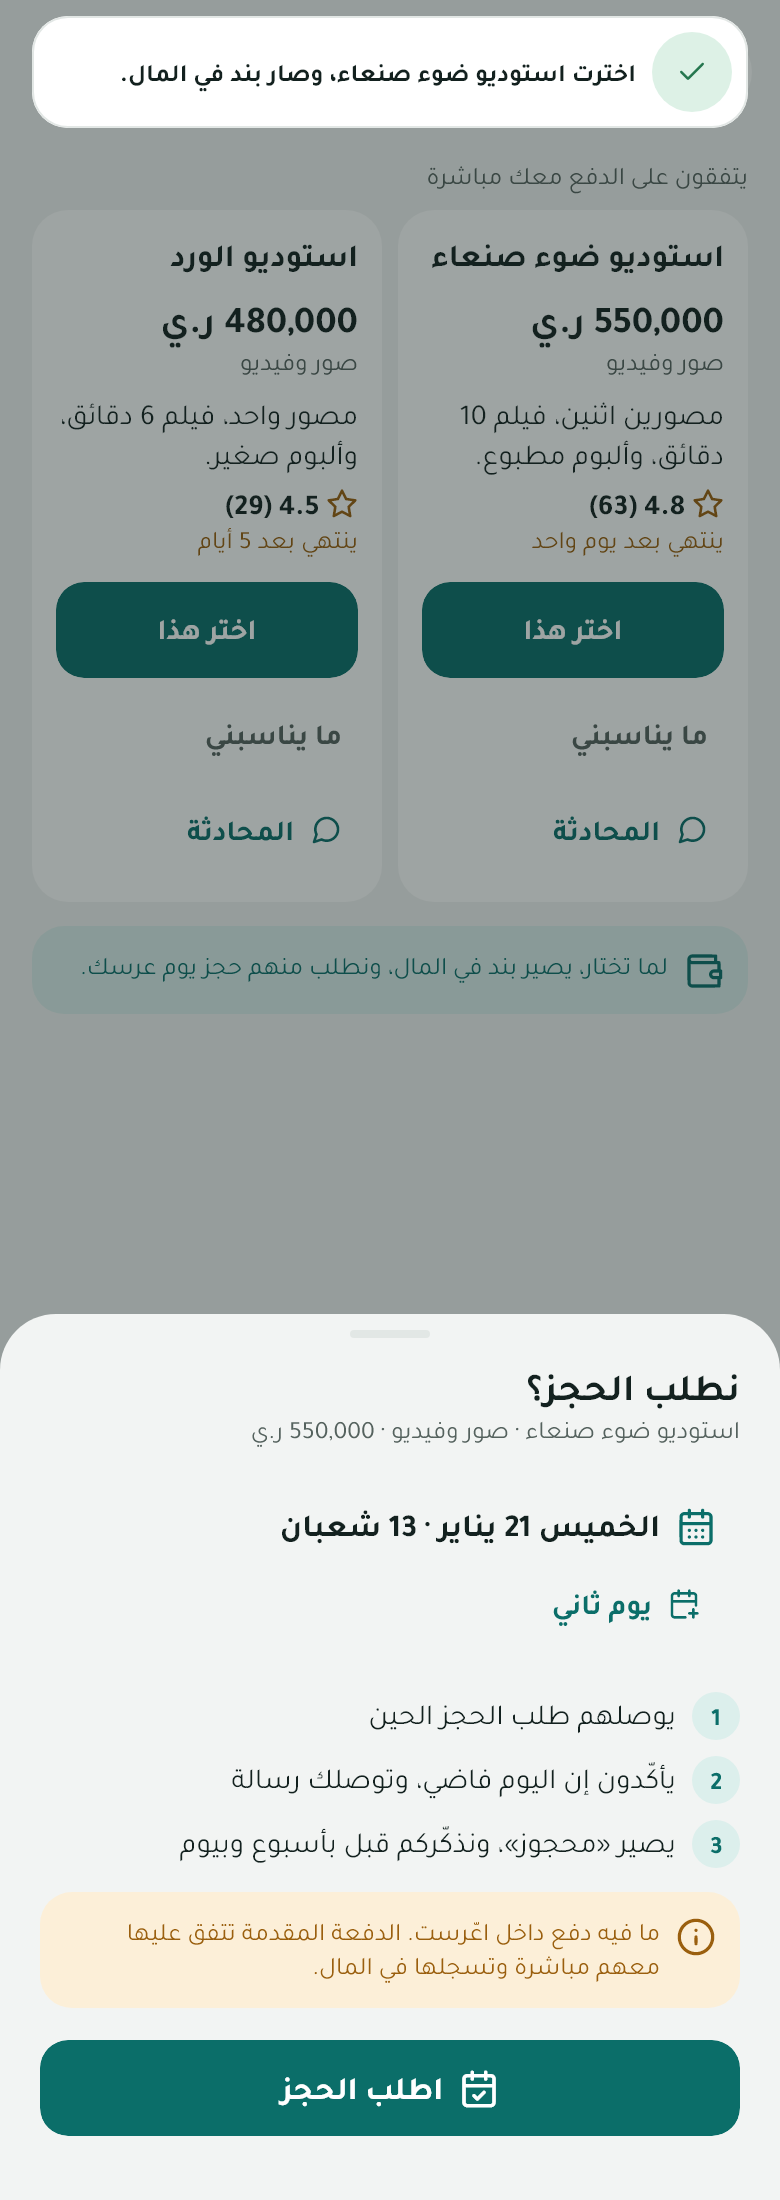 اخترت استوديو ضوء صنعاء، وصار بند في المال.
يتفقون على الدفع معك مباشرة
استوديو ضوء صنعاء
550,000 ر.ي
صور وفيديو
مصورين اثنين، فيلم 10
دقائق، وألبوم مطبوع.
4.8 (63)
ينتهي بعد يوم واحد
اختر هذا
ما يناسبني
المحادثة
استوديو الورد
480,000 ر.ي
صور وفيديو
مصور واحد، فيلم 6 دقائق،
وألبوم صغير.
4.5 (29)
ينتهي بعد 5 أيام
اختر هذا
ما يناسبني
المحادثة
لما تختار، يصير بند في المال، ونطلب منهم حجز يوم عرسك.
نطلب الحجز؟
استوديو ضوء صنعاء · صور وفيديو · 550,000 ر.ي
الخميس 21 يناير · 13 شعبان
يوم ثاني
1 يوصلهم طلب الحجز الحين
2 يأكّدون إن اليوم فاضي، وتوصلك رسالة
3 يصير «محجوز»، ونذكّركم قبل بأسبوع وبيوم
ما فيه دفع داخل اعّرست. الدفعة المقدمة تتفق عليها
معهم مباشرة وتسجلها في المال.
اطلب الحجز